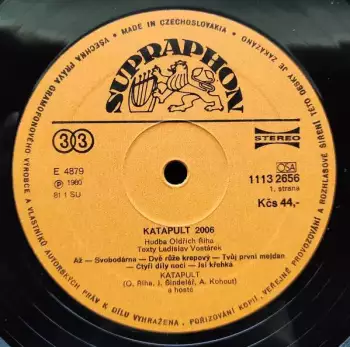 MADE IN CZECHOSLOVAKIA
VŠECHNA PRÁVA GRAMOFONOVÉHO VÝROBCE A VLASTNÍKŮ AUTORSKÝCH PRÁV K DÍLU VYHRAŽENA. POŘIZOVÁNÍ KOPIÍ, VEŘEJNÉ PROVOZOVÁNÍ A ROZHLASOVÉ ŠÍŘENÍ TÉTO DESKY JE ZAKÁZÁNO
SUPRAPHON
33
STEREO
E 4879
Ⓟ 1980
81 1 SU
OSA
1113 2656
1. strana
Kčs 44,-
KATAPULT 2006
Hudba Oldřich Říha
Texty Ladislav Vostárek
Až — Svobodárna — Dvě růže krepový — Tvůj první mejdan
— Čtyři díly noci — Jsi křehká
KATAPULT
(O. Říha, J. Šindelář, A. Kohout)
a hosté